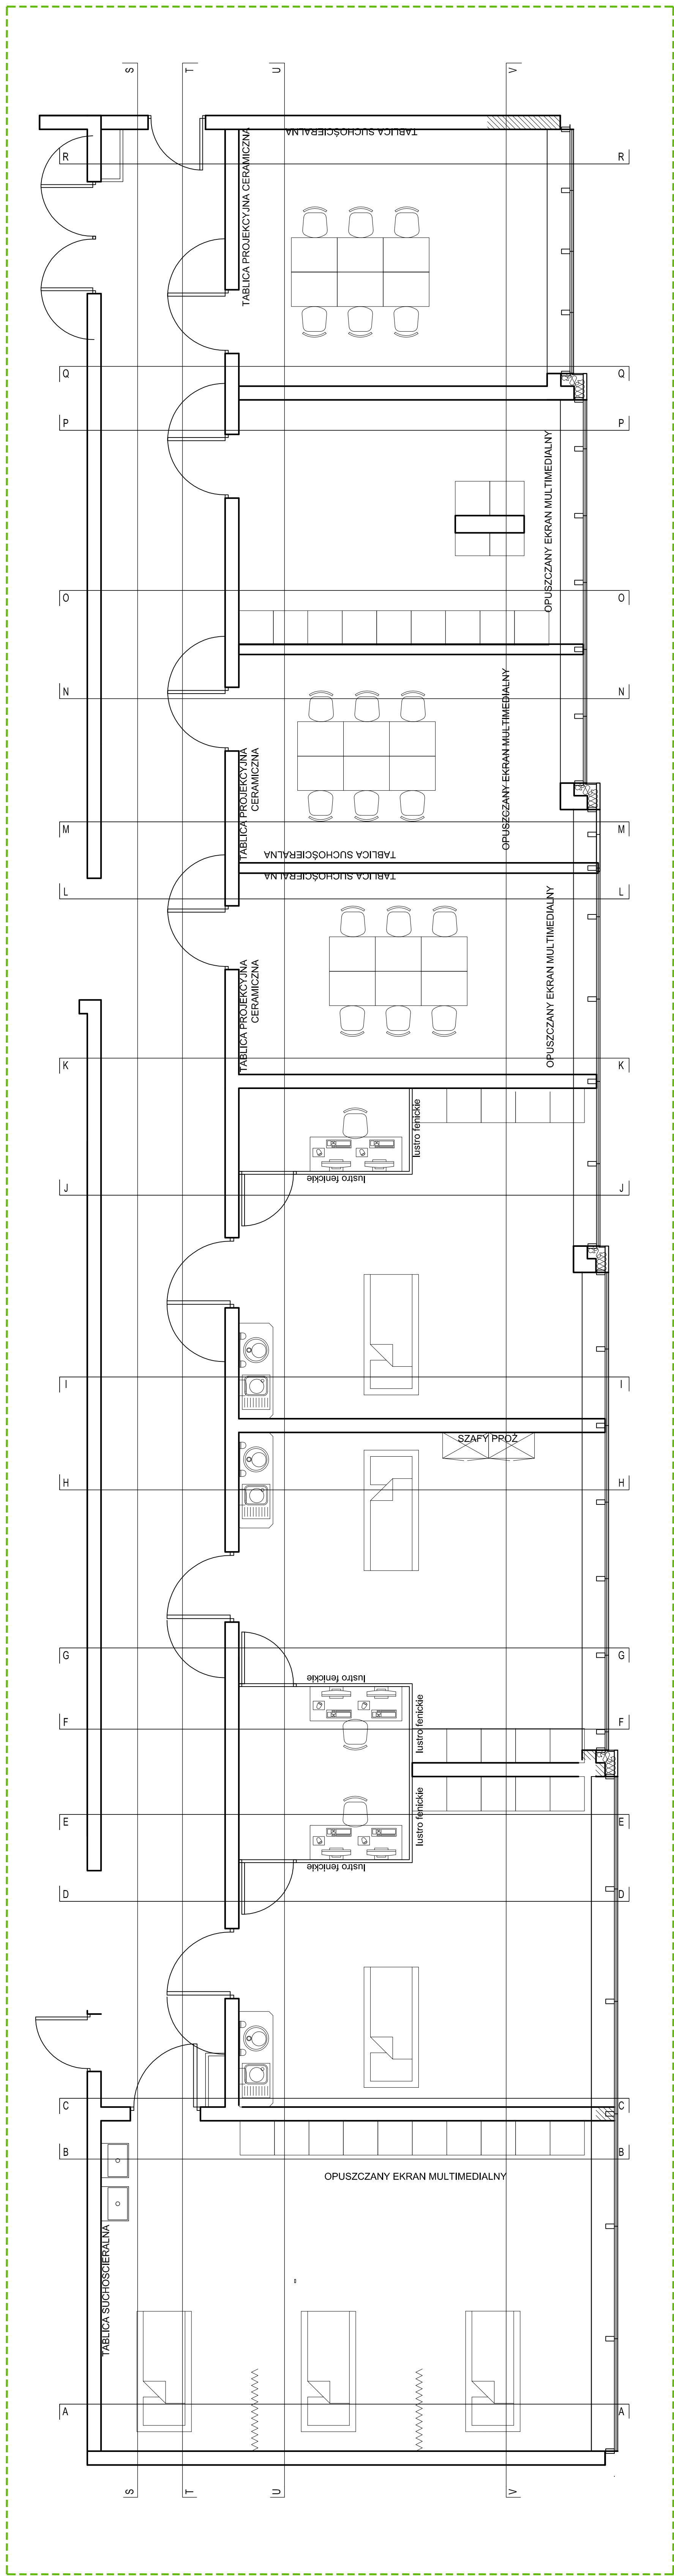 S T U V
TABLICA SUCHOŚCIERALNA
R R
TABLICA PROJEKCYJNA CERAMICZNA
Q Q
P P
OPUSZCZANY EKRAN MULTIMEDIALNY
O O
N N
OPUSZCZANY EKRAN MULTIMEDIALNY
TABLICA PROJEKCYJNA
CERAMICZNA
M M
TABLICA SUCHOŚCIERALNA
TABLICA SUCHOŚCIERALNA
L L
OPUSZCZANY EKRAN MULTIMEDIALNY
TABLICA PROJEKCYJNA
CERAMICZNA
K K
lustro fenickie
lustro fenickie
J J
I I
SZAFY PPOŻ
H H
G G
lustro fenickie
lustro fenickie
F F
lustro fenickie
E E
lustro fenickie
D D
C C
B B
OPUSZCZANY EKRAN MULTIMEDIALNY
TABLICA SUCHOSCIERALNA
A A
S T U V